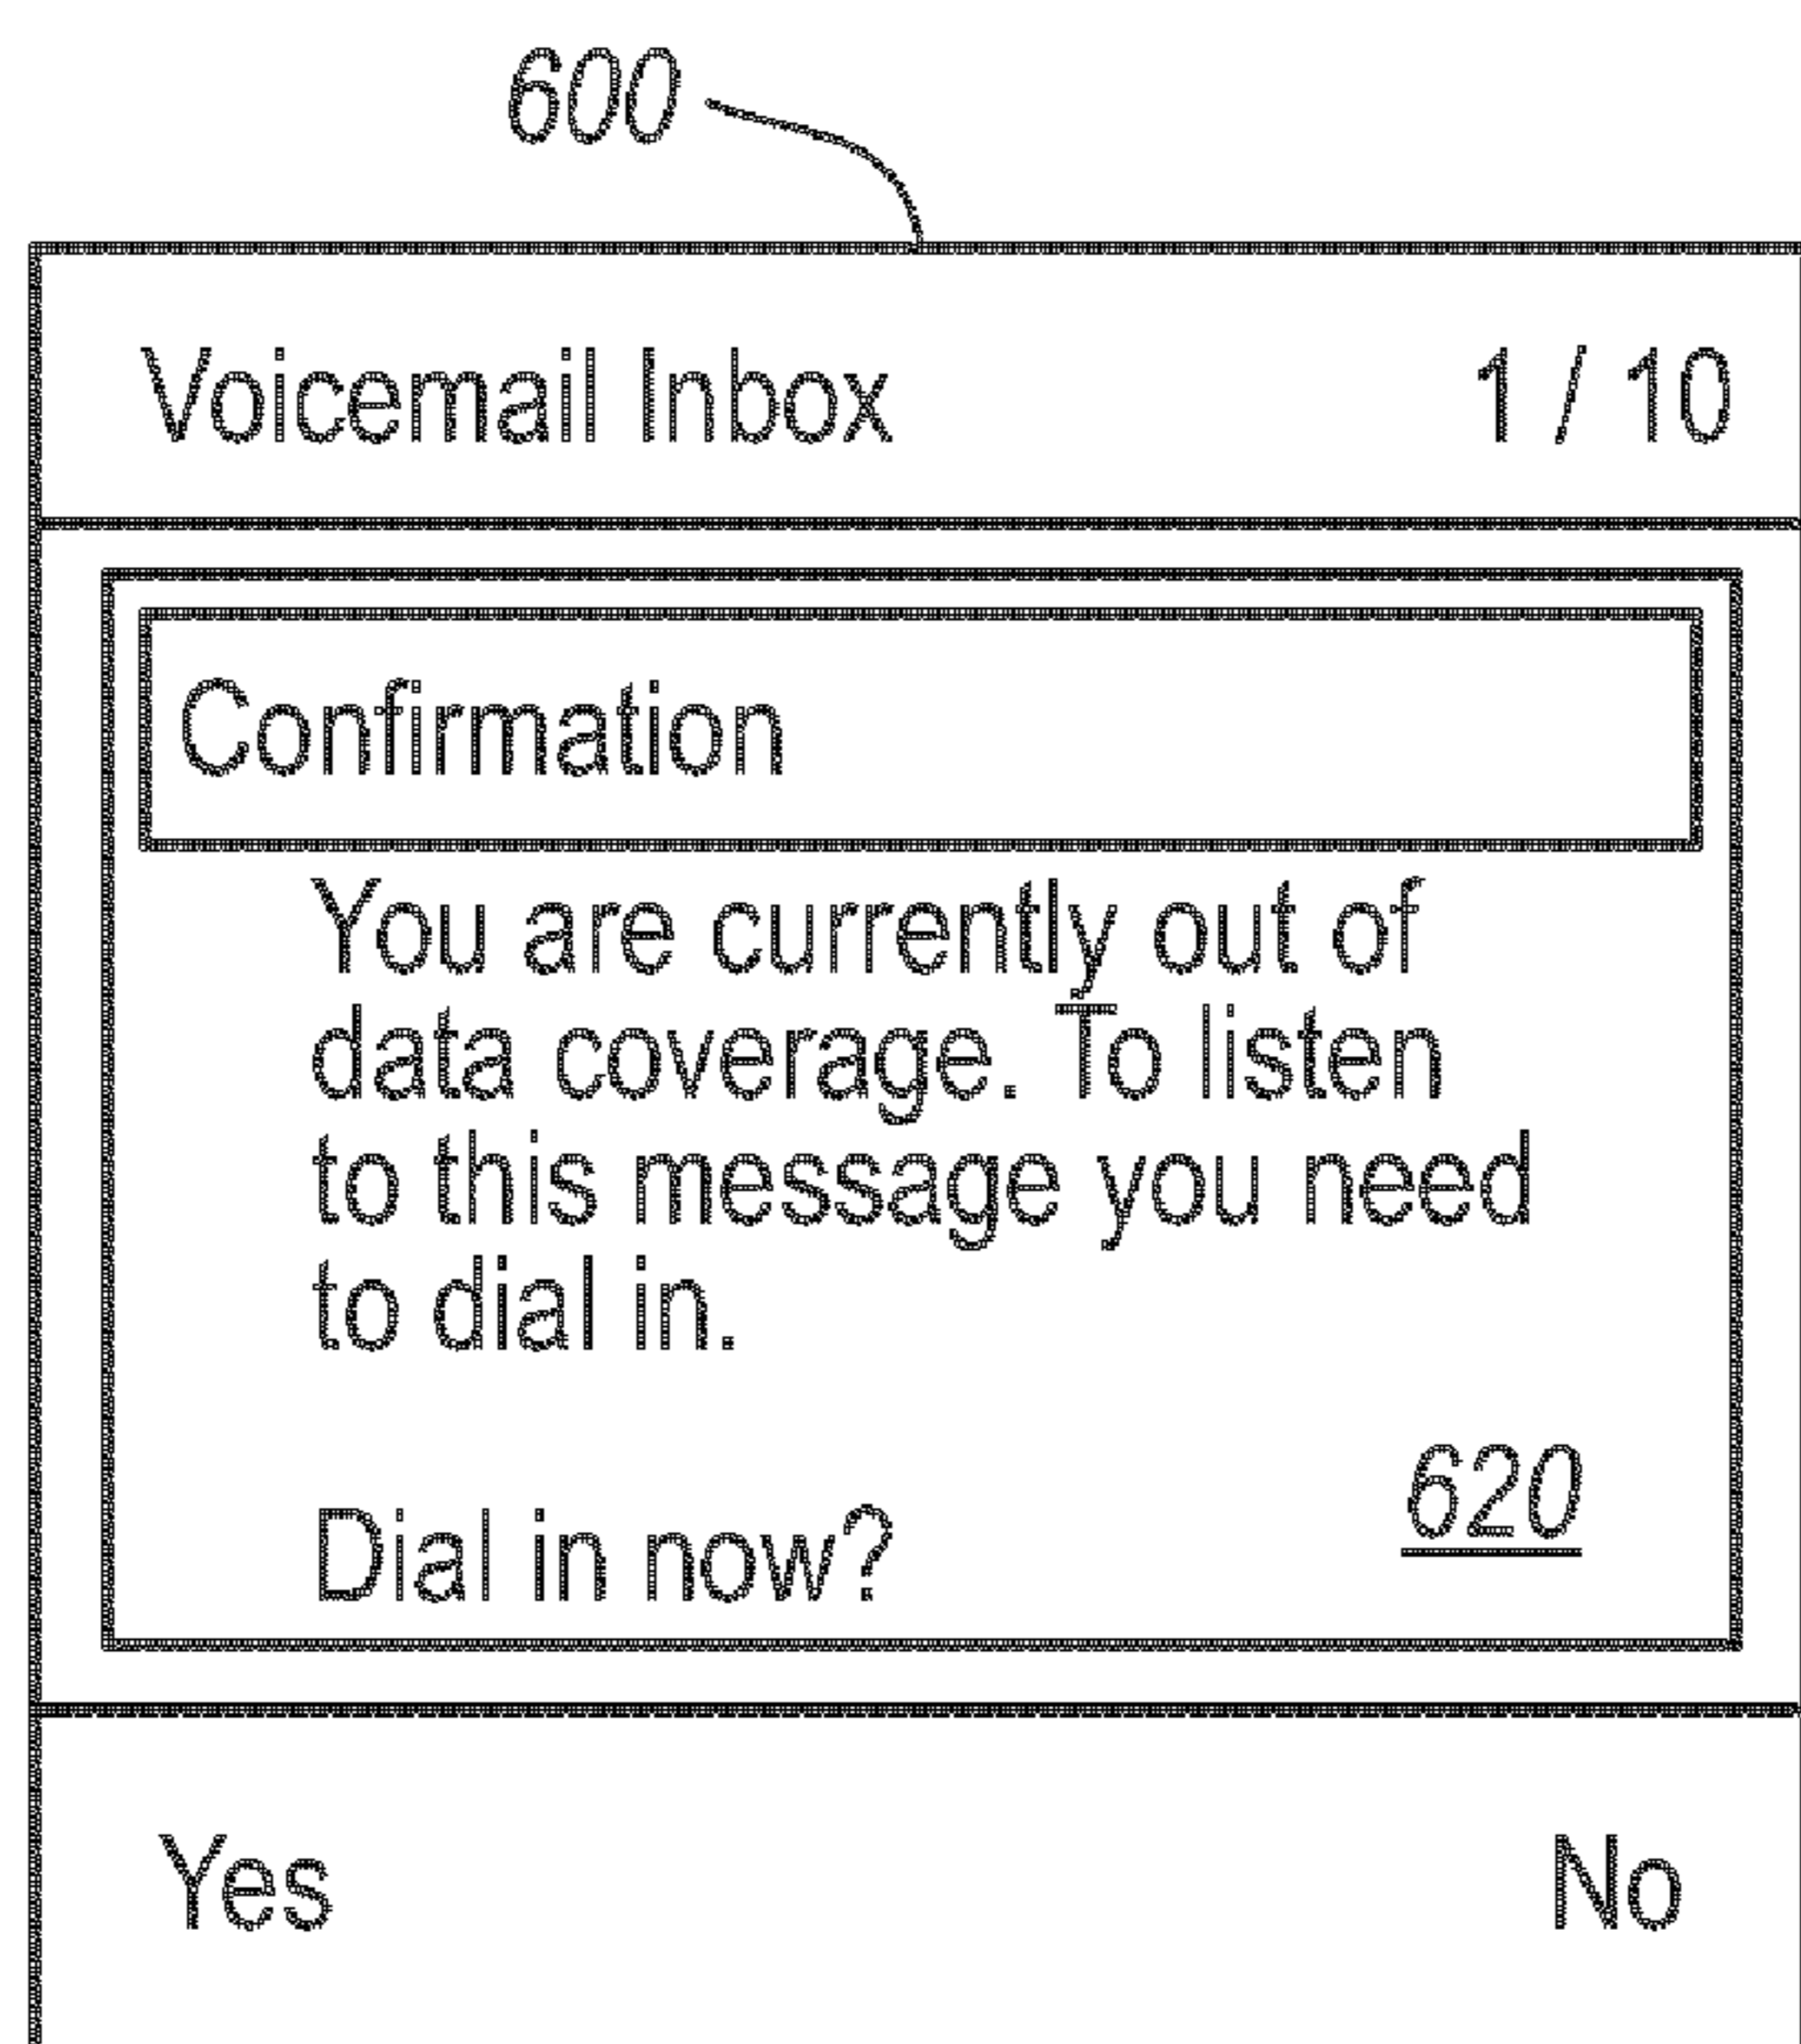 600
Voicemail Inbox 1 / 10
Confirmation
You are currently out of
data coverage. To listen
to this message you need
to dial in.
620
Dial in now?
Yes No